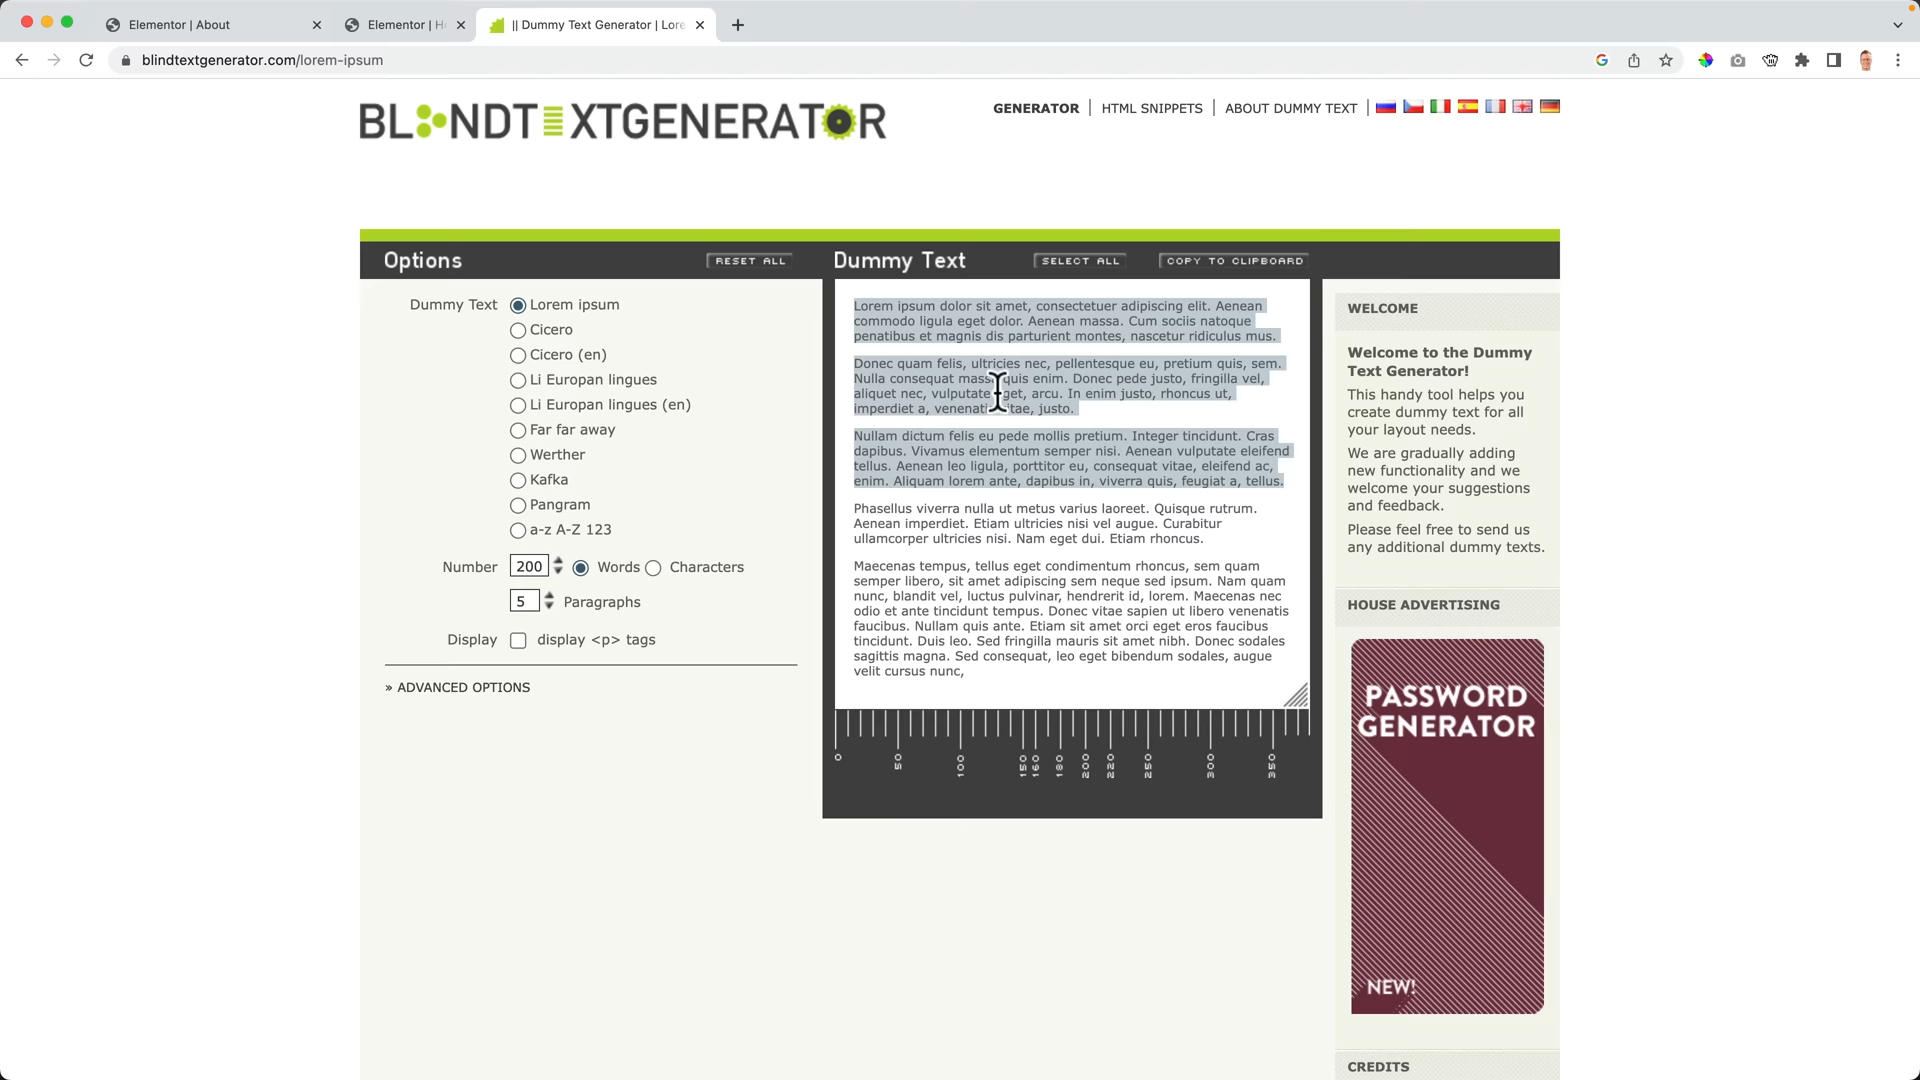 Elementor | About
Elementor | H
|| Dummy Text Generator | Lore
blindtextgenerator.com/lorem-ipsum
BLINDTEXTGENERATOR
GENERATOR
HTML SNIPPETS
ABOUT DUMMY TEXT
Options
RESET ALL
Dummy Text
Lorem ipsum
Cicero
Cicero (en)
Li Europan lingues
Li Europan lingues (en)
Far far away
Werther
Kafka
Pangram
a-z A-Z 123
Number
200
Words
Characters
5
Paragraphs
Display
display <p> tags
» ADVANCED OPTIONS
Dummy Text
SELECT ALL
COPY TO CLIPBOARD
Lorem ipsum dolor sit amet, consectetuer adipiscing elit. Aenean
commodo ligula eget dolor. Aenean massa. Cum sociis natoque
penatibus et magnis dis parturient montes, nascetur ridiculus mus.
Donec quam felis, ultricies nec, pellentesque eu, pretium quis, sem.
Nulla consequat massa quis enim. Donec pede justo, fringilla vel,
aliquet nec, vulputate eget, arcu. In enim justo, rhoncus ut,
imperdiet a, venenatis vitae, justo.
Nullam dictum felis eu pede mollis pretium. Integer tincidunt. Cras
dapibus. Vivamus elementum semper nisi. Aenean vulputate eleifend
tellus. Aenean leo ligula, porttitor eu, consequat vitae, eleifend ac,
enim. Aliquam lorem ante, dapibus in, viverra quis, feugiat a, tellus.
Phasellus viverra nulla ut metus varius laoreet. Quisque rutrum.
Aenean imperdiet. Etiam ultricies nisi vel augue. Curabitur
ullamcorper ultricies nisi. Nam eget dui. Etiam rhoncus.
Maecenas tempus, tellus eget condimentum rhoncus, sem quam
semper libero, sit amet adipiscing sem neque sed ipsum. Nam quam
nunc, blandit vel, luctus pulvinar, hendrerit id, lorem. Maecenas nec
odio et ante tincidunt tempus. Donec vitae sapien ut libero venenatis
faucibus. Nullam quis ante. Etiam sit amet orci eget eros faucibus
tincidunt. Duis leo. Sed fringilla mauris sit amet nibh. Donec sodales
sagittis magna. Sed consequat, leo eget bibendum sodales, augue
velit cursus nunc,
0
50
100
150
160
180
200
220
250
300
350
WELCOME
Welcome to the Dummy
Text Generator!
This handy tool helps you
create dummy text for all
your layout needs.
We are gradually adding
new functionality and we
welcome your suggestions
and feedback.
Please feel free to send us
any additional dummy texts.
HOUSE ADVERTISING
PASSWORD
GENERATOR
NEW!
CREDITS